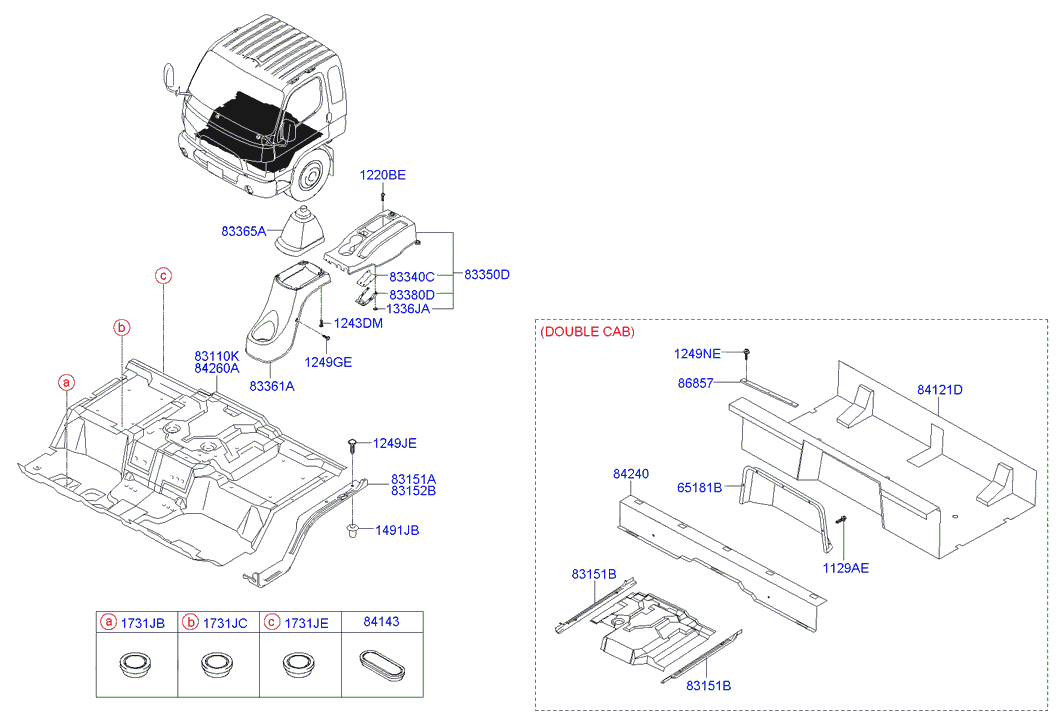 1220BE
83365A
83340C
83350D
83380D
1336JA
1243DM
1249GE
83361A
c
b
a
83110K
84260A
1249JE
83151A
83152B
1491JB
a 1731JB
b 1731JC
c 1731JE
84143
(DOUBLE CAB)
1249NE
86857
84121D
84240
65181B
1129AE
83151B
83151B